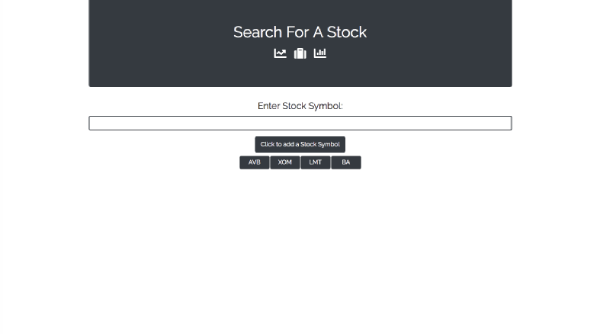 Search For A Stock
Enter Stock Symbol:
Click to add a Stock Symbol
AVB XOM LMT BA